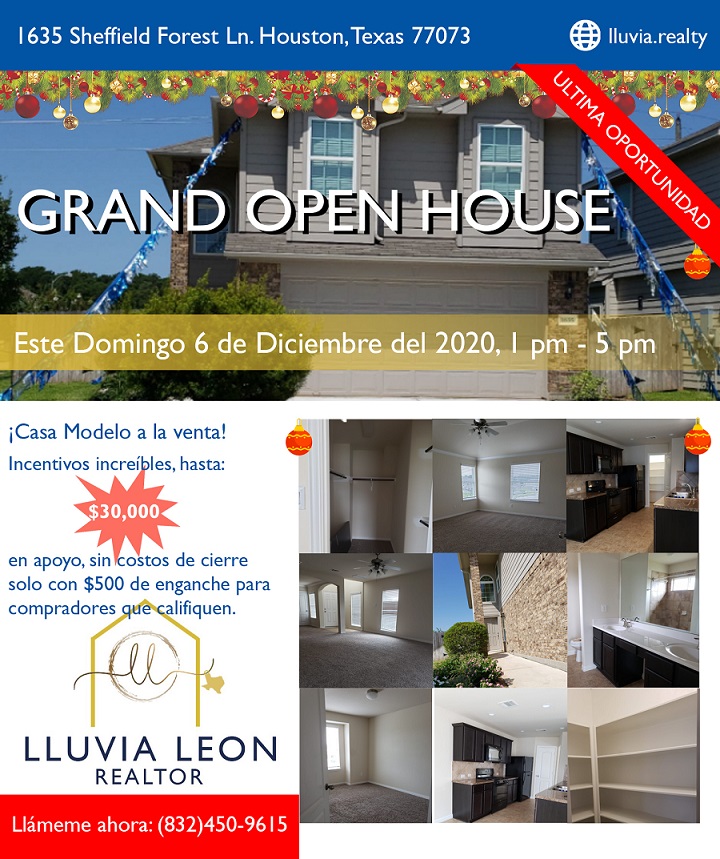 1635 Sheffield Forest Ln. Houston, Texas 77073
lluvia.realty
ULTIMA OPORTUNIDAD
GRAND OPEN HOUSE
Este Domingo 6 de Diciembre del 2020, 1 pm - 5 pm
¡Casa Modelo a la venta!
Incentivos increíbles, hasta:
$30,000
en apoyo, sin costos de cierre
solo con $500 de enganche para
compradores que califiquen.
ll
LLUVIA LEON
REALTOR
Llámeme ahora: (832)450-9615